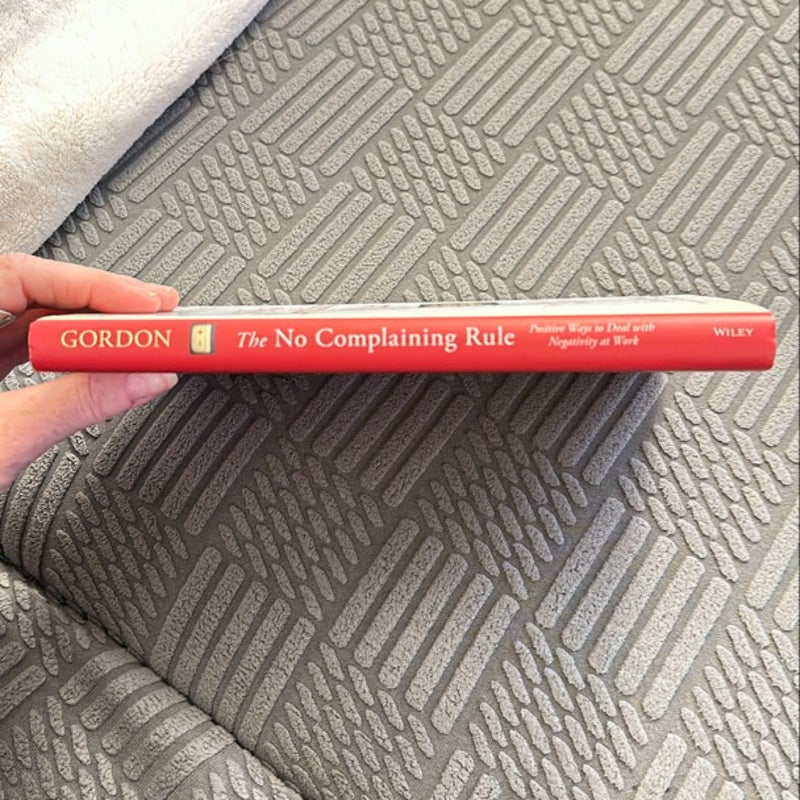 GORDON
The No Complaining Rule
Positive Ways to Deal with
Negativity at Work
WILEY